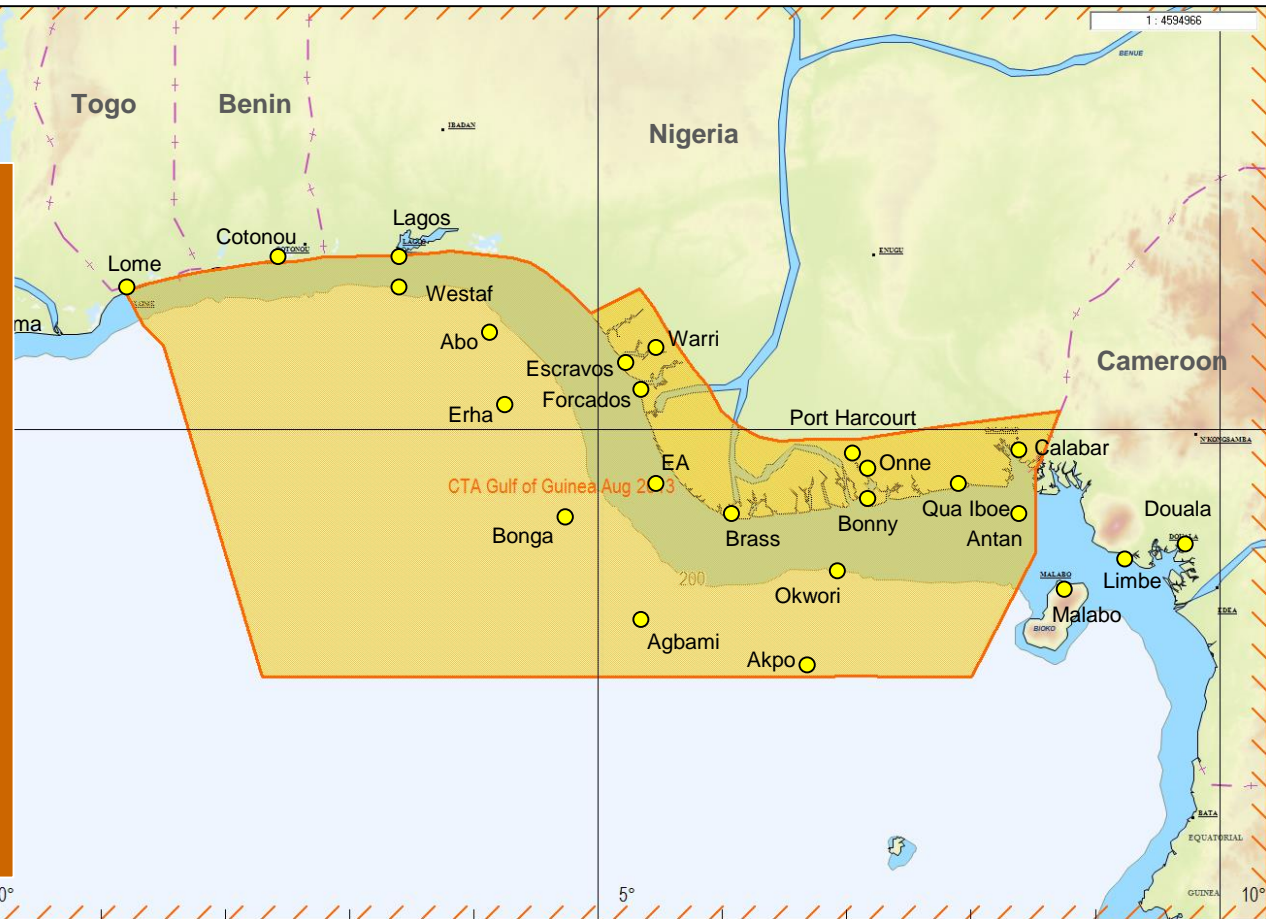 1 : 4594966
BENUE
Togo
Benin
IBADAN
Nigeria
Lagos
LAGOS
Cotonou
COTONOU
ENUGU
Lome
Westaf
ma
Abo
Warri
Escravos
Cameroon
Forcados
Erha
Port Harcourt
CALABAR
N'KONGSAMBA
Calabar
Onne
EA
CTA Gulf of Guinea Aug 2013
Qua Iboe
Bonny
Douala
Brass
Antan
Bonga
DOUALA
Limbe
200
MALABO
Okwori
EDEA
Malabo
BIOKO
Agbami
Akpo
BATA
EQUATORIAL
0°
5°
10°
GUINEA